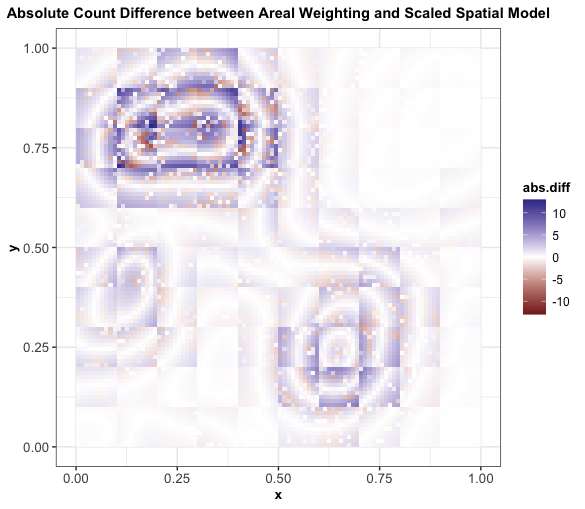 Absolute Count Difference between Areal Weighting and Scaled Spatial Model
1.00
0.75
0.50
0.25
0.00
y
0.00 0.25 0.50 0.75 1.00
x
abs.diff
10
5
0
-5
-10